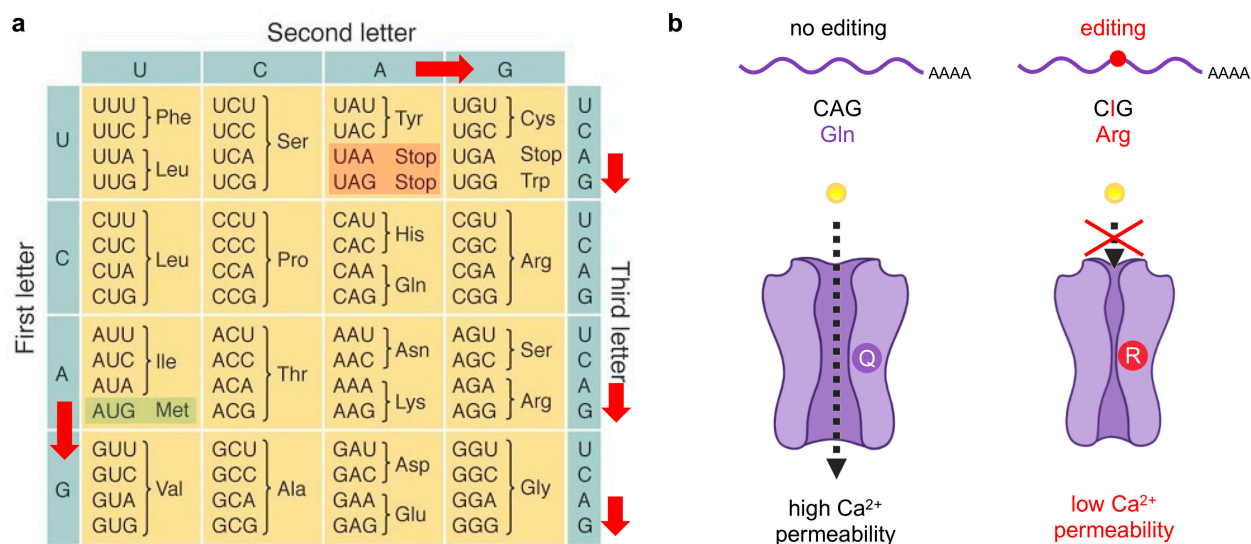 a
Second letter
U C A G
First letter
U
UUU
UUC
Phe
UUA
UUG
Leu
UCU
UCC
UCA
UCG
Ser
UAU
UAC
Tyr
UAA Stop
UAG Stop
UGU
UGC
Cys
UGA Stop
UGG Trp
U
C
A
G
C
CUU
CUC
CUA
CUG
Leu
CCU
CCC
CCA
CCG
Pro
CAU
CAC
His
CAA
CAG
Gln
CGU
CGC
CGA
CGG
Arg
U
C
A
G
A
AUU
AUC
AUA
Ile
AUG Met
ACU
ACC
ACA
ACG
Thr
AAU
AAC
Asn
AAA
AAG
Lys
AGU
AGC
Ser
AGA
AGG
Arg
U
C
A
G
G
GUU
GUC
GUA
GUG
Val
GCU
GCC
GCA
GCG
Ala
GAU
GAC
Asp
GAA
GAG
Glu
GGU
GGC
GGA
GGG
Gly
U
C
A
G
Third letter
b
no editing
AAAA
CAG
Gln
Q
high Ca²⁺
permeability
editing
AAAA
CIG
Arg
R
low Ca²⁺
permeability